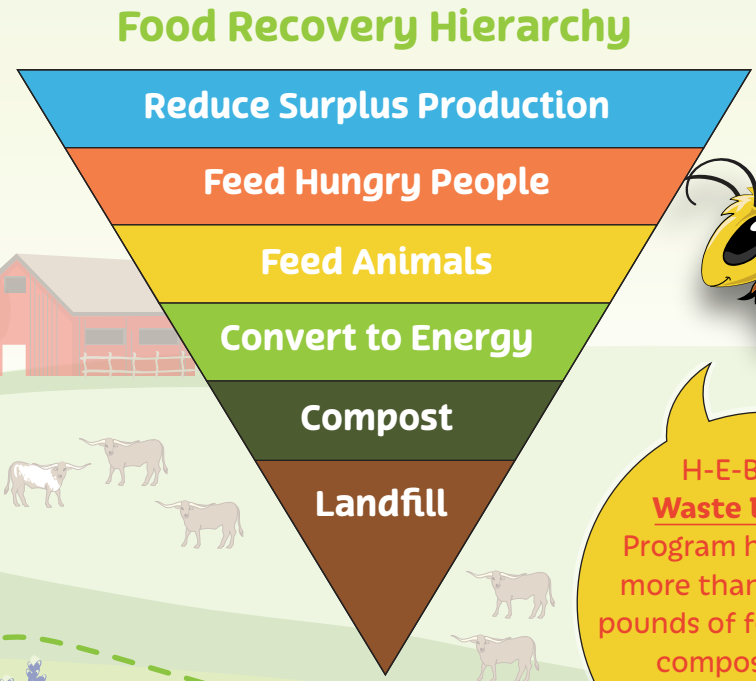 Food Recovery Hierarchy
Reduce Surplus Production
Feed Hungry People
Feed Animals
Convert to Energy
Compost
Landfill
H-E-B
Waste
Program
more than
pounds of